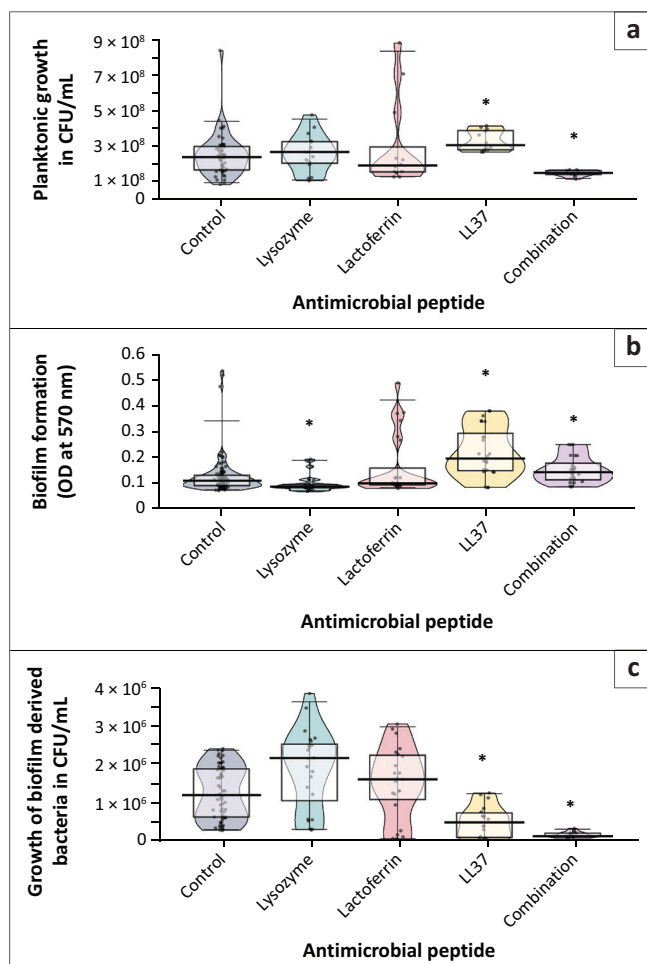 a
Planktonic growth
in CFU/mL
9 × 10⁸
7 × 10⁸
5 × 10⁸
3 × 10⁸
1 × 10⁸
0
*
*
Control
Lysozyme
Lactoferrin
LL37
Combination
Antimicrobial peptide
b
Biofilm formation
(OD at 570 nm)
0.6
0.5
0.4
0.3
0.2
0.1
0
*
*
*
Control
Lysozyme
Lactoferrin
LL37
Combination
Antimicrobial peptide
c
Growth of biofilm derived
bacteria in CFU/mL
4 × 10⁶
3 × 10⁶
2 × 10⁶
1 × 10⁶
0
*
*
Control
Lysozyme
Lactoferrin
LL37
Combination
Antimicrobial peptide